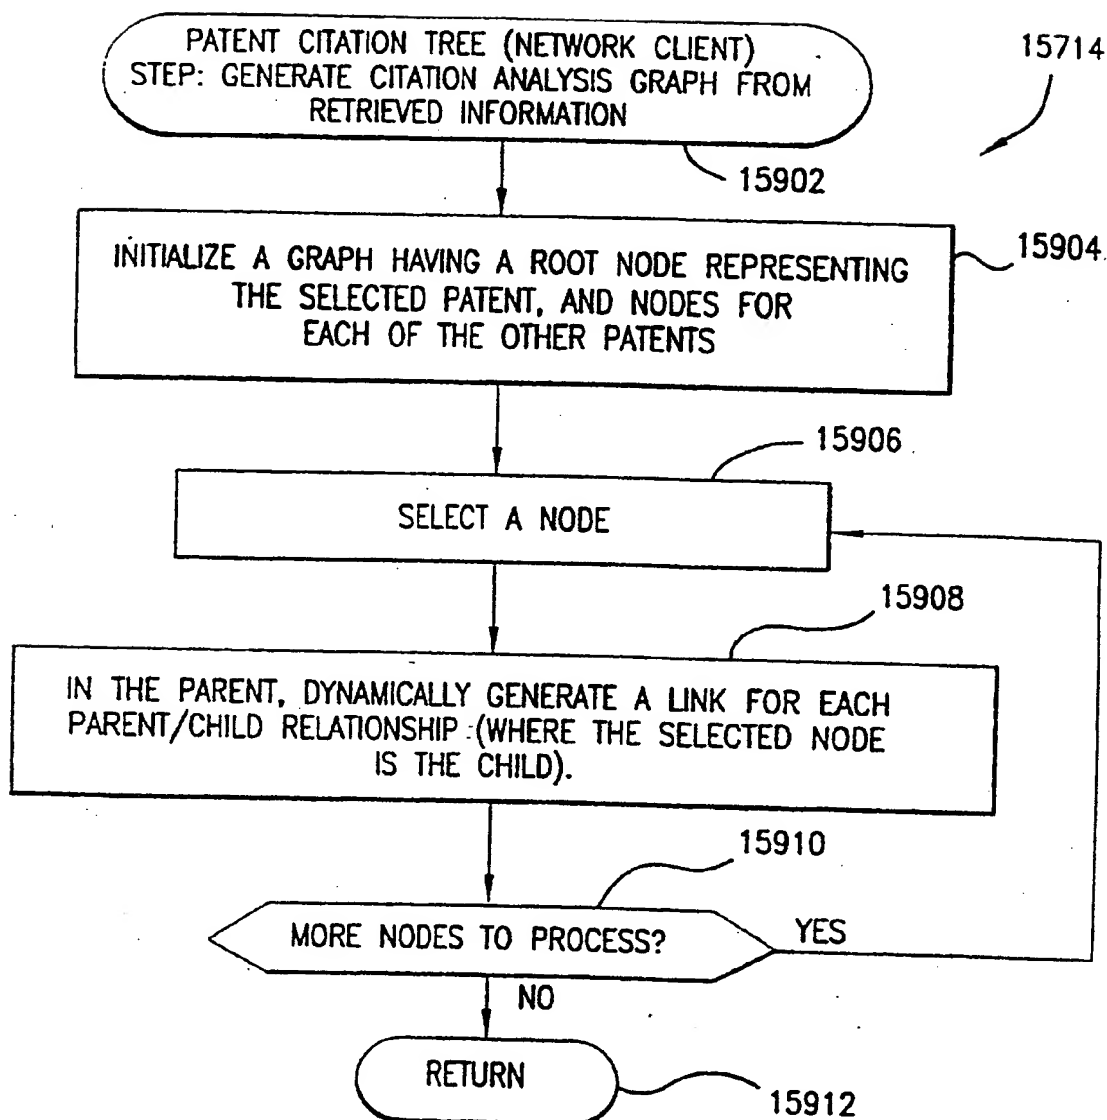 PATENT CITATION TREE (NETWORK CLIENT)
STEP: GENERATE CITATION ANALYSIS GRAPH FROM
RETRIEVED INFORMATION
15714
15902
INITIALIZE A GRAPH HAVING A ROOT NODE REPRESENTING
THE SELECTED PATENT, AND NODES FOR
EACH OF THE OTHER PATENTS
15904
15906
SELECT A NODE
15908
IN THE PARENT, DYNAMICALLY GENERATE A LINK FOR EACH
PARENT/CHILD RELATIONSHIP (WHERE THE SELECTED NODE
IS THE CHILD).
15910
MORE NODES TO PROCESS?
YES
NO
RETURN
15912